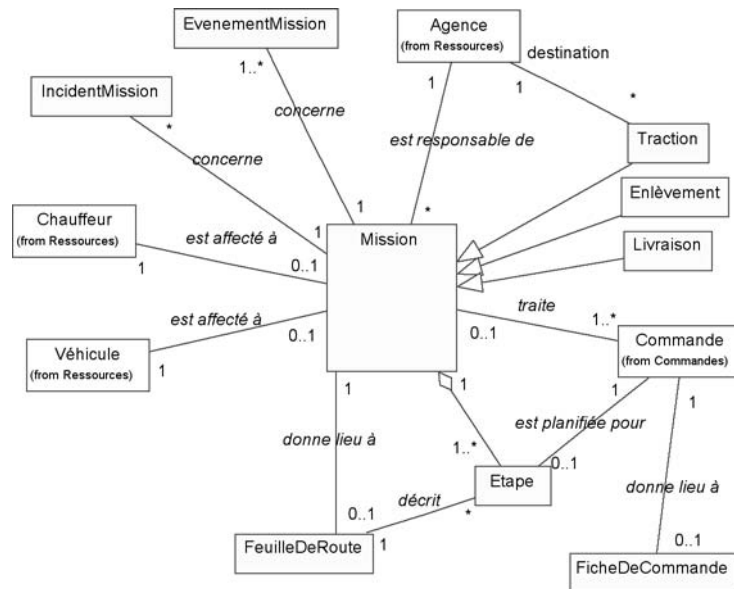 EvenementMission
1..*
Agence
(from Ressources)
destination
1
1
*
IncidentMission
*
concerne
concerne
est responsable de
Traction
Enlèvement
Livraison
Chauffeur
(from Ressources)
1
est affecté à
1
1
*
0..1
Mission
est affecté à
0..1
Véhicule
(from Ressources)
1
traite
0..1
1..*
Commande
(from Commandes)
1
1
1
1
est planifiée pour
donne lieu à
1..*
0..1
Etape
décrit
*
donne lieu à
0..1
1
FeuilleDeRoute
0..1
FicheDeCommande